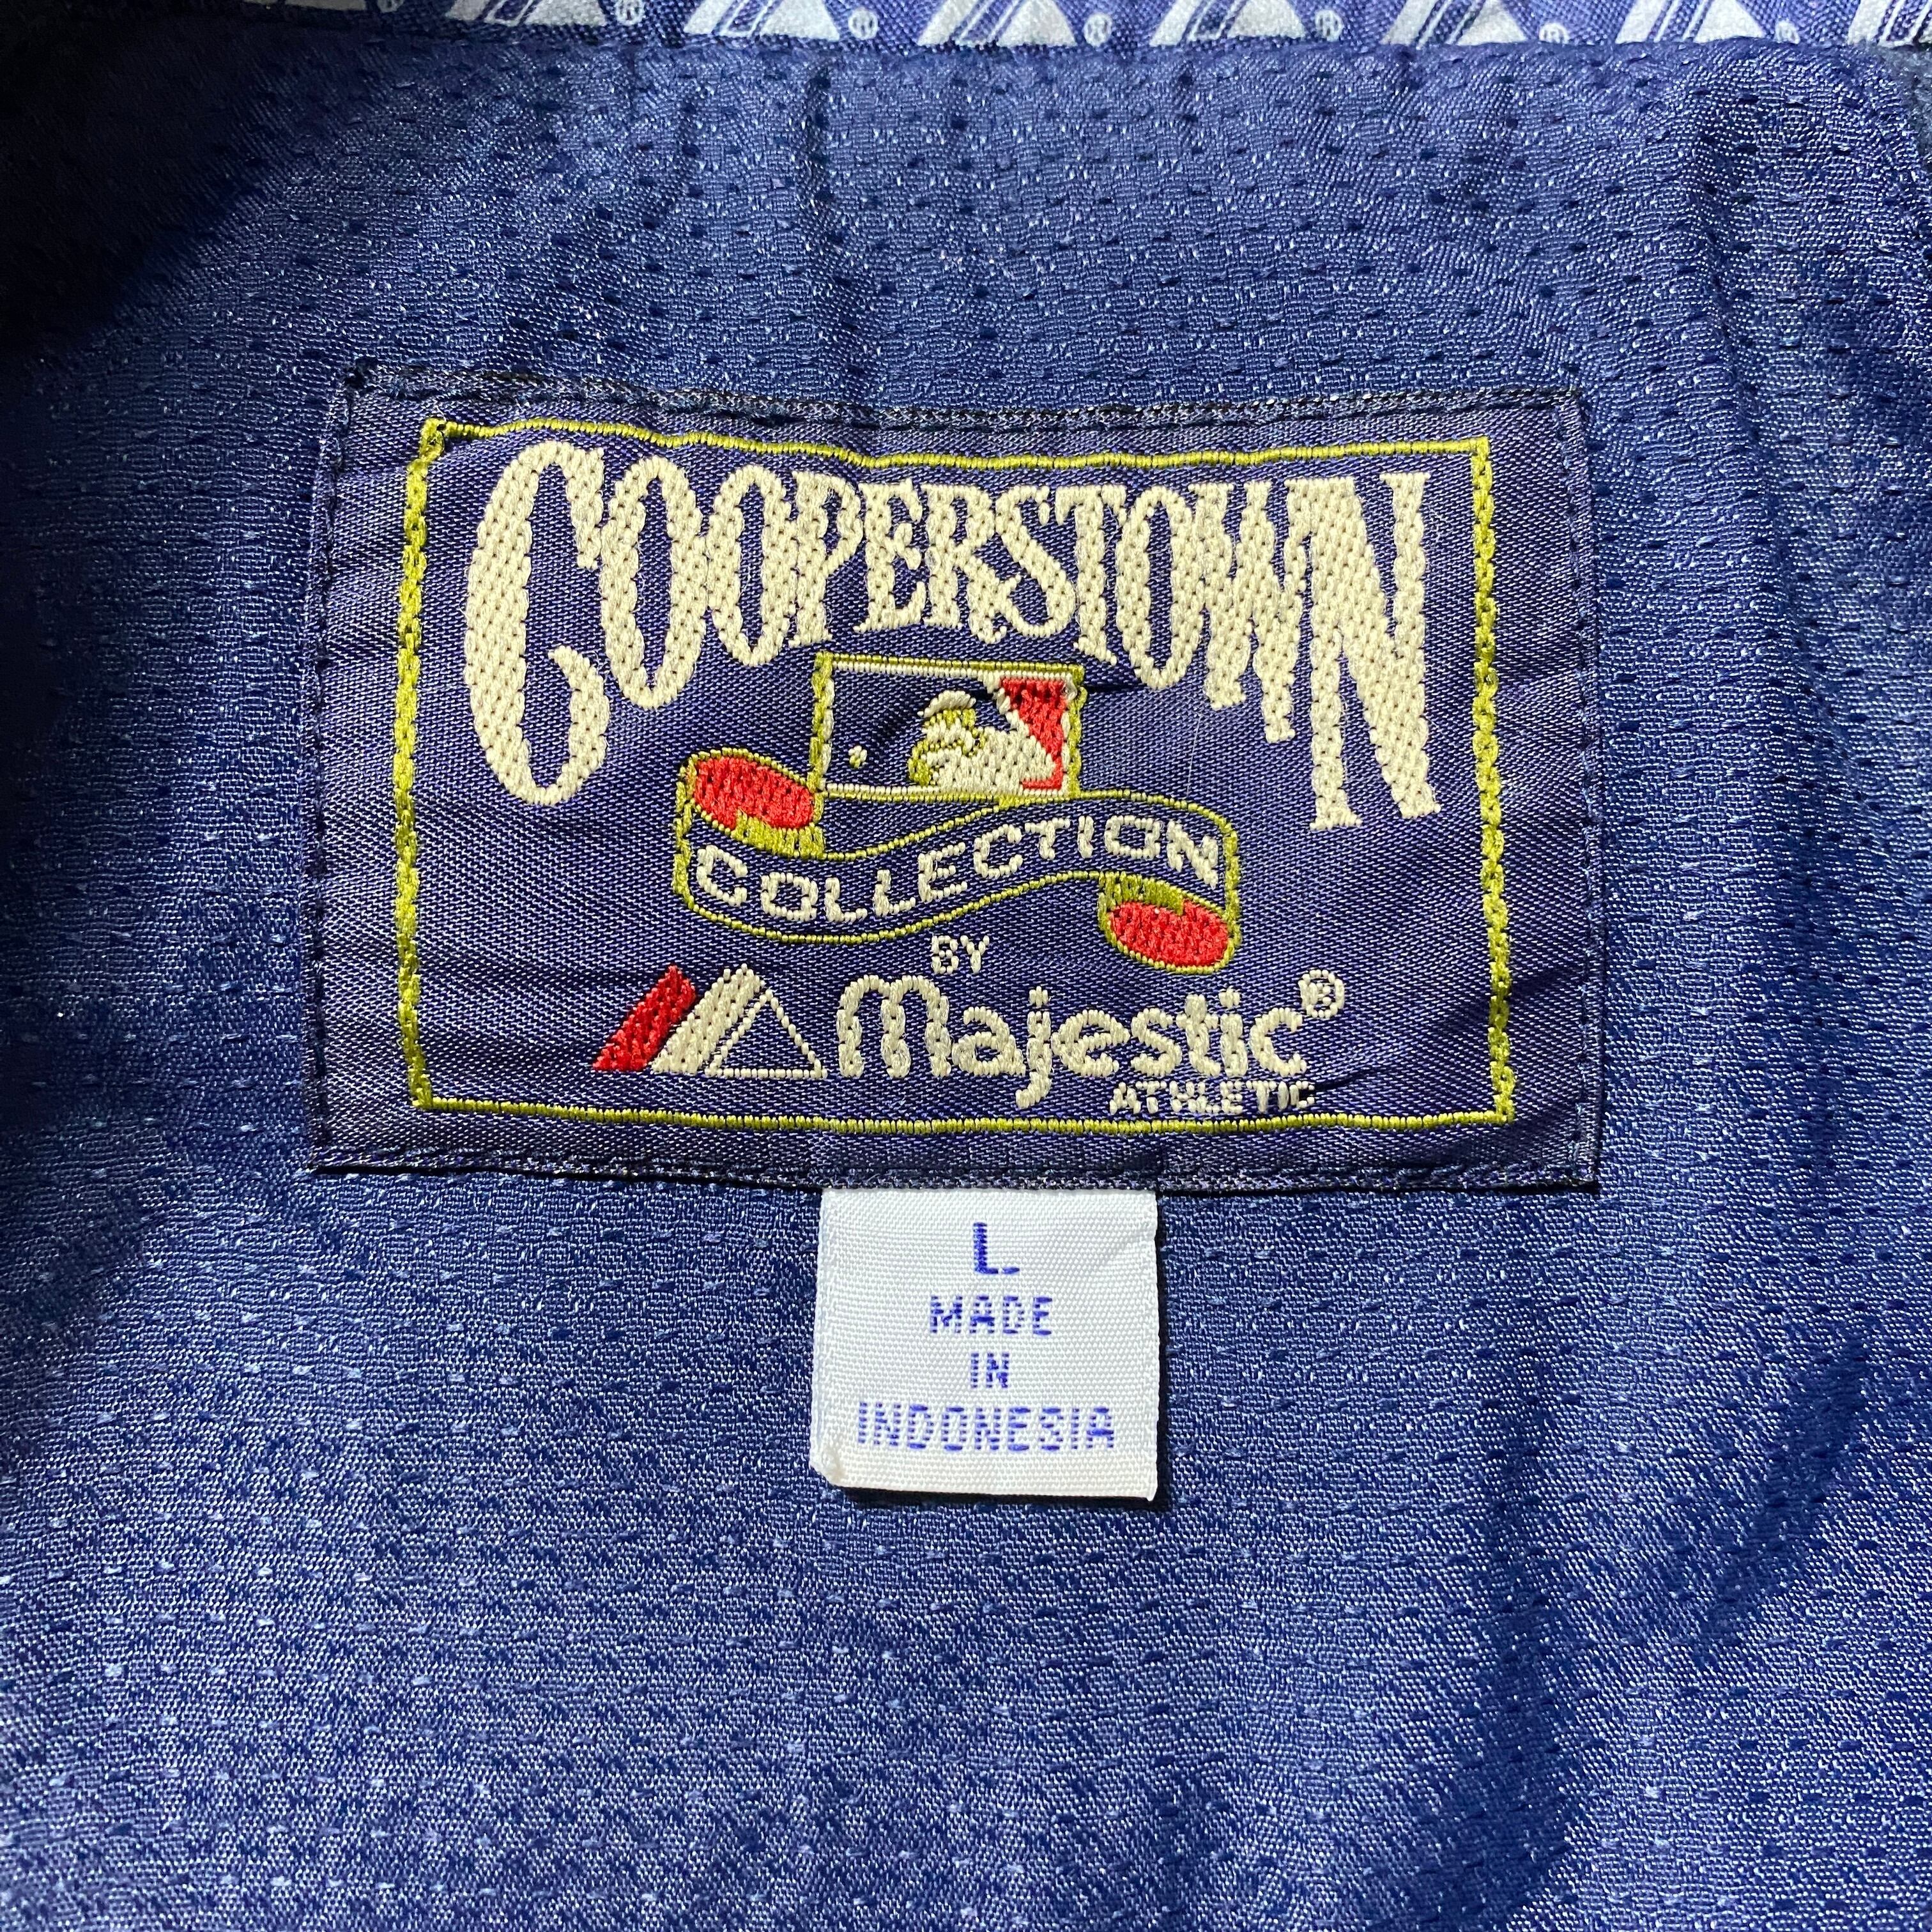 ® ® ® ® ®
COOPERSTOWN
COLLECTION
BY
Majestic®
ATHLETIC
L
MADE
IN
INDONESIA